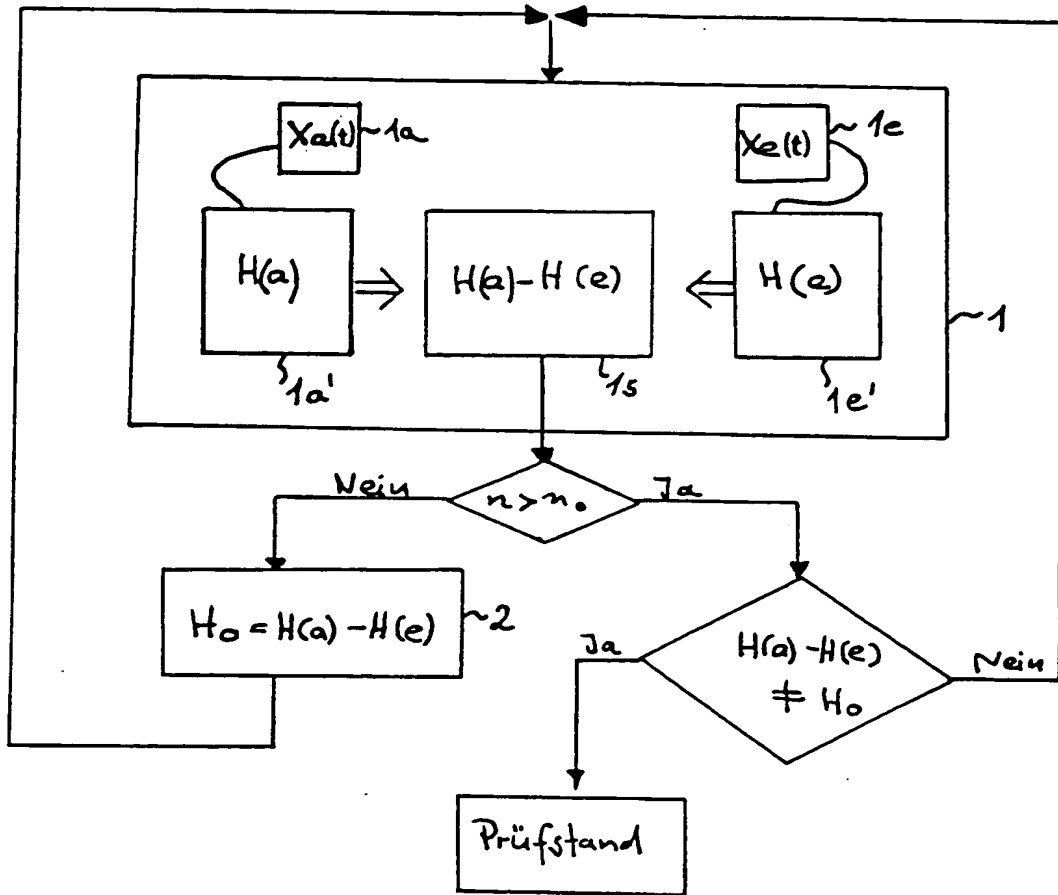 Xa(t) 1a
Xe(t) 1e
H(a)
H(a) - H(e)
H(e)
1
1a'
1s
1e'
Nein
n > n₀
Ja
H₀ = H(a) - H(e)
2
Ja
H(a) - H(e)
≠ H₀
Nein
Prüfstand